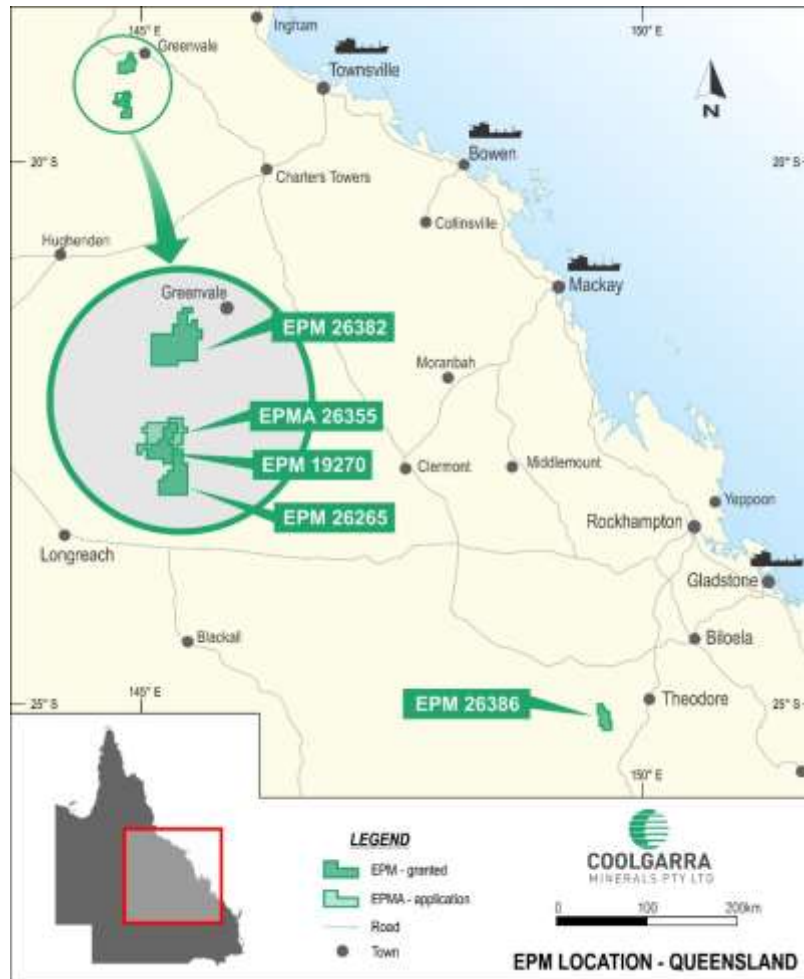 145° E
150° E
Ingham
Greenvale
Townsville
N
20° S
20° S
Bowen
Charters Towers
Collinsville
Hughenden
Mackay
Greenvale
EPM 26382
Moranbah
EPMA 26355
EPM 19270
Clermont
Middlemount
EPM 26265
Yeppoon
Rockhampton
Longreach
Gladstone
Blackall
Biloela
EPM 26386
Theodore
25° S
145° E
25° S
150° E
LEGEND
EPM - granted
EPMA - application
Road
Town
COOLGARRA
MINERALS PTY LTD
0 100 200km
EPM LOCATION - QUEENSLAND